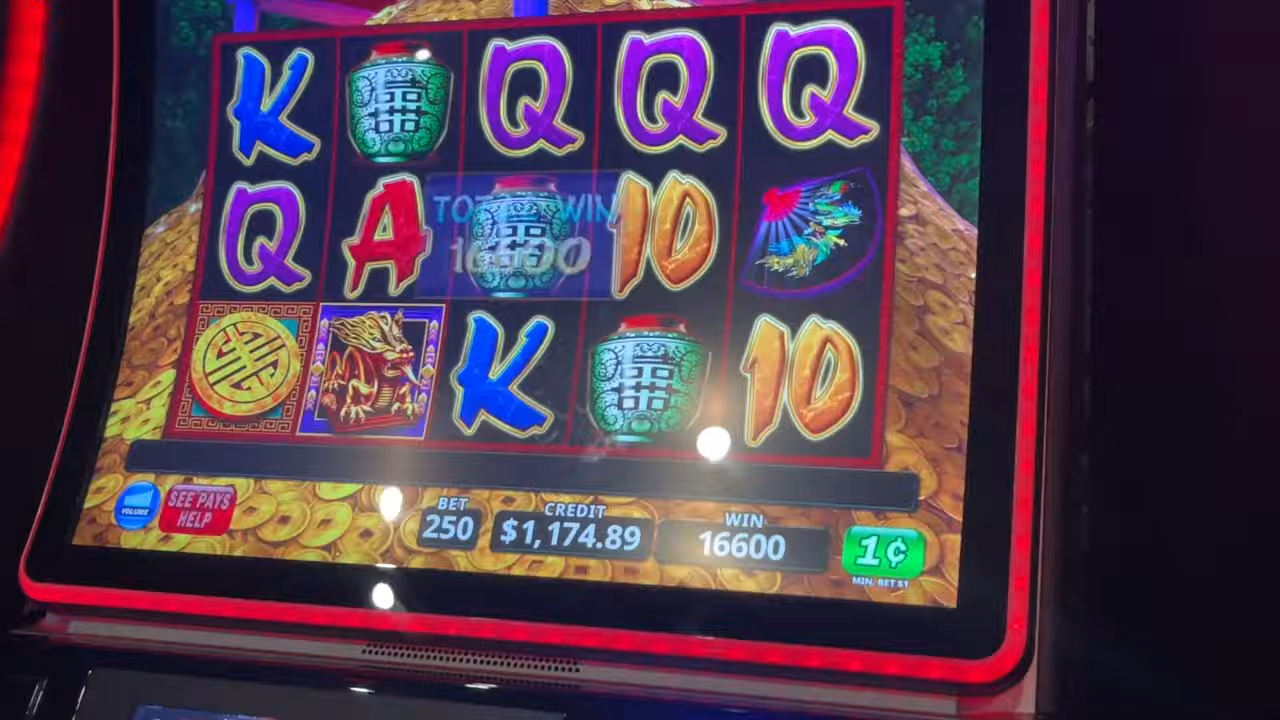 K Q Q Q
Q A 10
TOTAL WIN
16600
K 10
SEE PAYS
HELP
VOLUME
BET
250
CREDIT
$1,174.89
WIN
16600
1¢
MIN. BET $1